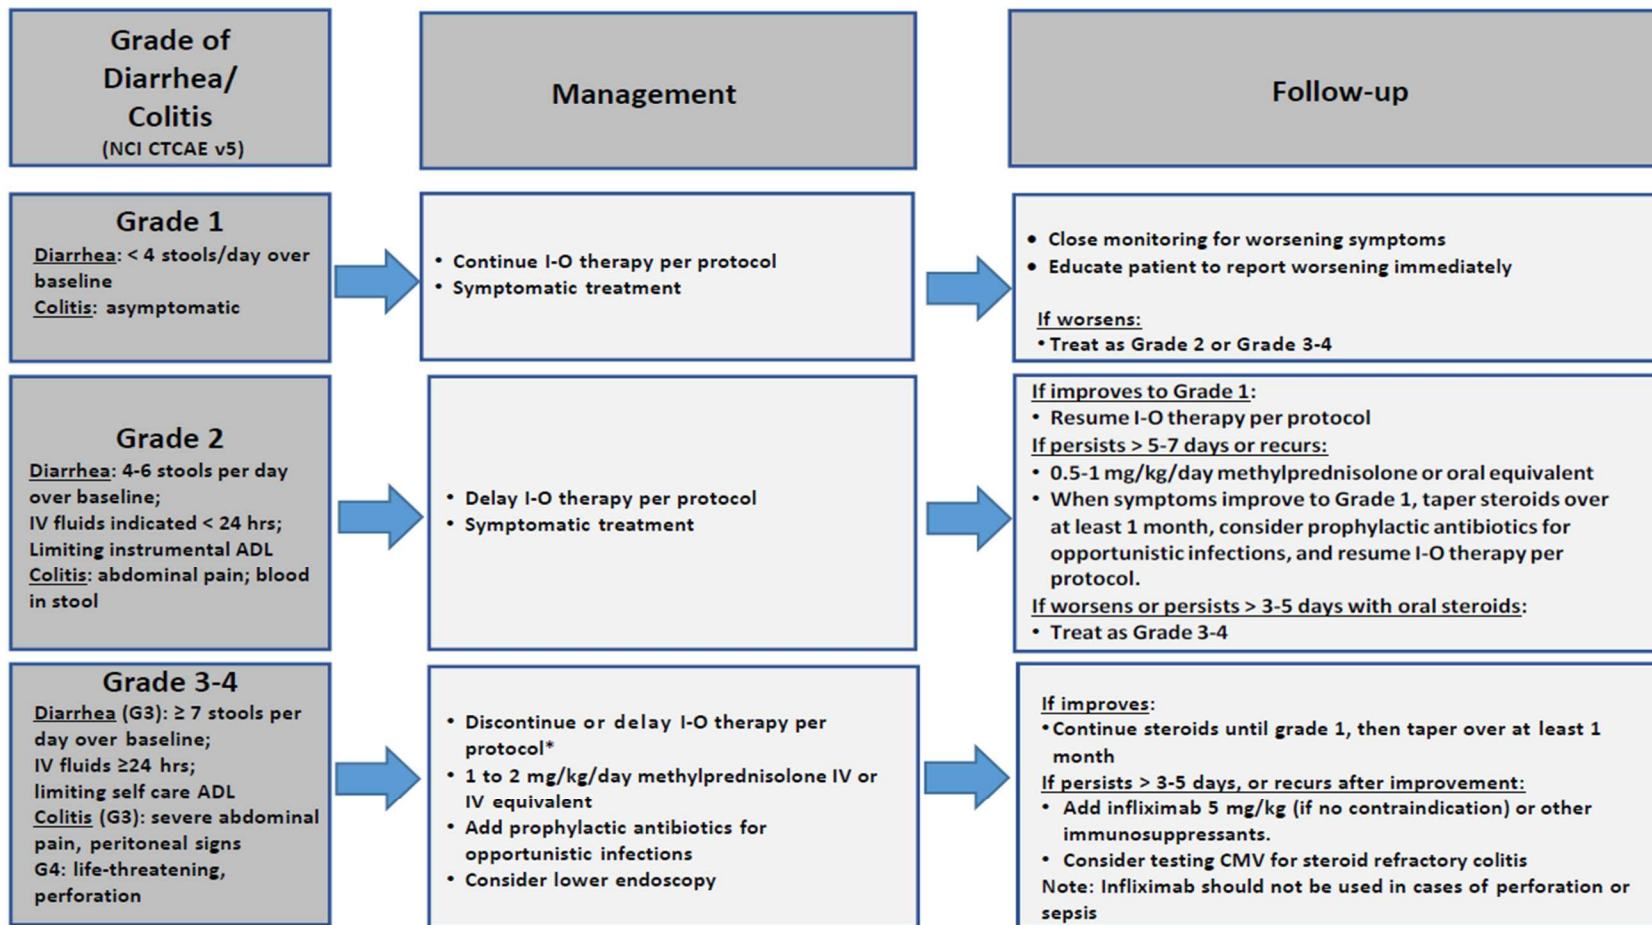 Grade of
Diarrhea/
Colitis
(NCI CTCAE v5)
Management
Follow-up
Grade 1
Diarrhea: < 4 stools/day over
baseline
Colitis: asymptomatic
• Continue I-O therapy per protocol
• Symptomatic treatment
• Close monitoring for worsening symptoms
• Educate patient to report worsening immediately
If worsens:
• Treat as Grade 2 or Grade 3-4
Grade 2
Diarrhea: 4-6 stools per day
over baseline;
IV fluids indicated < 24 hrs;
Limiting instrumental ADL
Colitis: abdominal pain; blood
in stool
• Delay I-O therapy per protocol
• Symptomatic treatment
If improves to Grade 1:
• Resume I-O therapy per protocol
If persists > 5-7 days or recurs:
• 0.5-1 mg/kg/day methylprednisolone or oral equivalent
• When symptoms improve to Grade 1, taper steroids over
at least 1 month, consider prophylactic antibiotics for
opportunistic infections, and resume I-O therapy per
protocol.
If worsens or persists > 3-5 days with oral steroids:
• Treat as Grade 3-4
Grade 3-4
Diarrhea (G3): ≥ 7 stools per
day over baseline;
IV fluids ≥24 hrs;
limiting self care ADL
Colitis (G3): severe abdominal
pain, peritoneal signs
G4: life-threatening,
perforation
• Discontinue or delay I-O therapy per
protocol*
• 1 to 2 mg/kg/day methylprednisolone IV or
IV equivalent
• Add prophylactic antibiotics for
opportunistic infections
• Consider lower endoscopy
If improves:
• Continue steroids until grade 1, then taper over at least 1
month
If persists > 3-5 days, or recurs after improvement:
• Add infliximab 5 mg/kg (if no contraindication) or other
immunosuppressants.
• Consider testing CMV for steroid refractory colitis
Note: Infliximab should not be used in cases of perforation or
sepsis